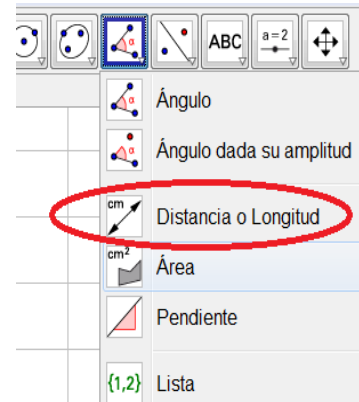 α ABC a=2
α Ángulo
α Ángulo dada su amplitud
cm Distancia o Longitud
cm² Área
Pendiente
{1,2} Lista